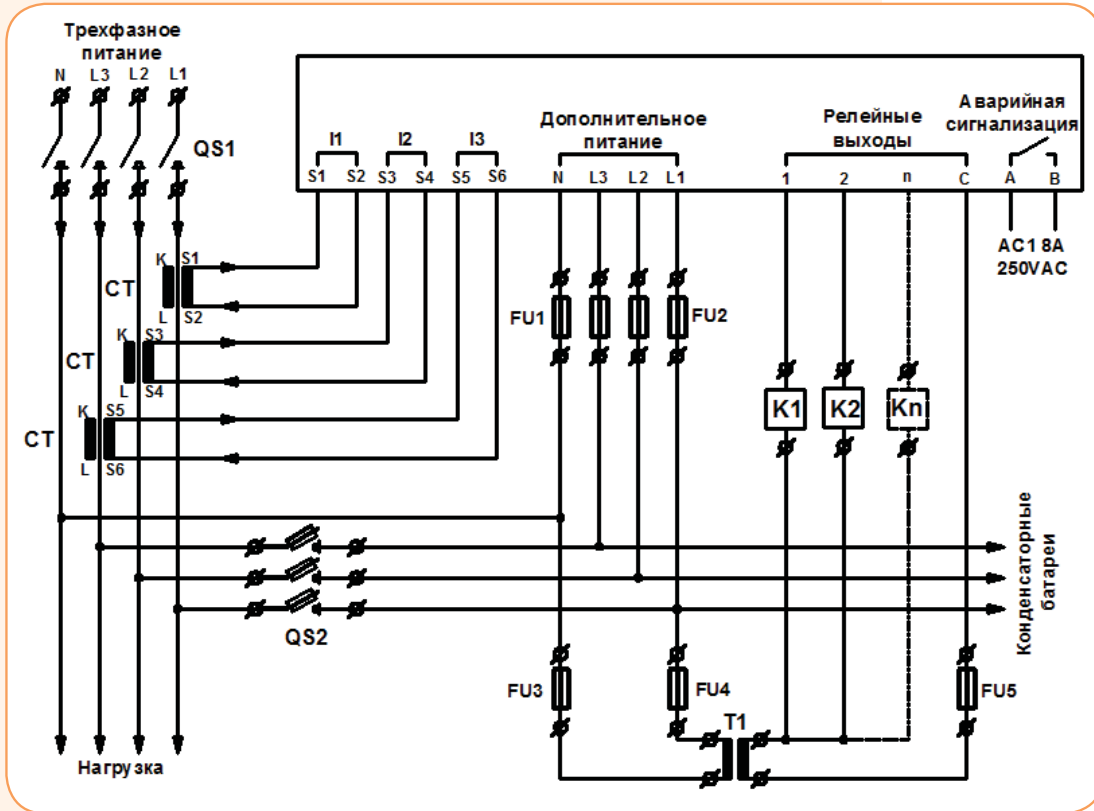 Трехфазное
питание
N L3 L2 L1
QS1
I1 I2 I3
S1 S2 S3 S4 S5 S6
Дополнительное
питание
N L3 L2 L1
Релейные
выходы
1 2 n C
Аварийная
сигнализация
A B
AC1 8A
250VAC
K S1
CT
L S2
K S3
CT
L S4
K S5
CT
L S6
FU1 FU2
K1 K2 Kn
QS2
Конденсаторные
батареи
FU3 FU4 FU5
T1
Нагрузка